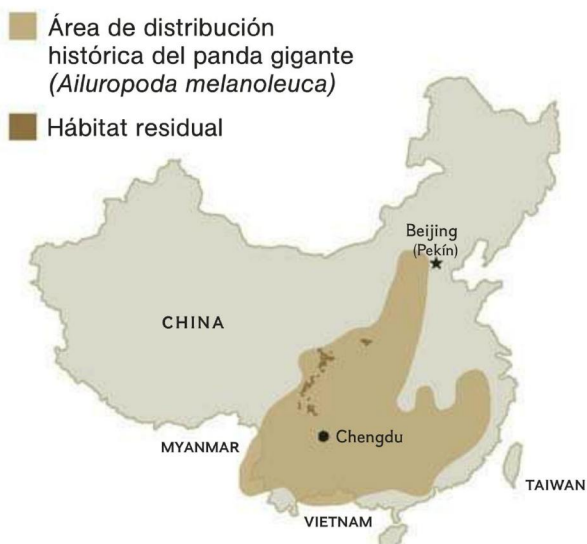 Área de distribución
histórica del panda gigante
(Ailuropoda melanoleuca)
Hábitat residual
Beijing
(Pekín)
CHINA
Chengdu
MYANMAR
TAIWAN
VIETNAM